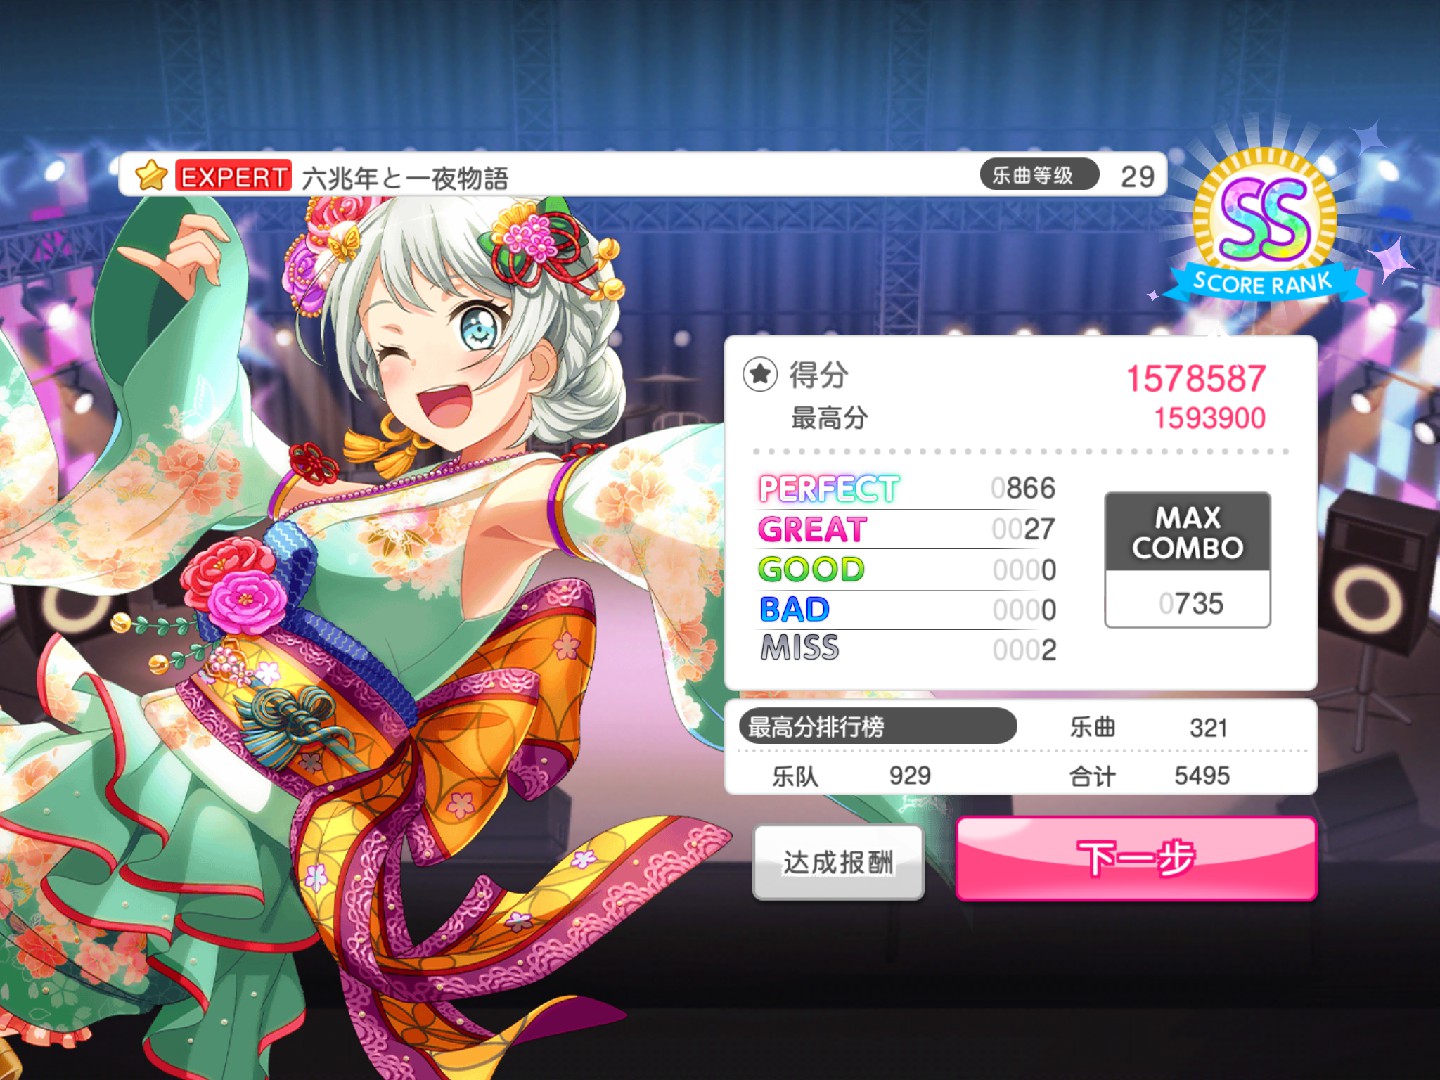 EXPERT 六兆年と一夜物語 乐曲等级 29
SS
SCORE RANK
得分 1578587
最高分 1593900
PERFECT 0866
GREAT 0027
GOOD 0000
BAD 0000
MISS 0002
MAX
COMBO
0735
最高分排行榜 乐曲 321
乐队 929 合计 5495
达成报酬 下一步